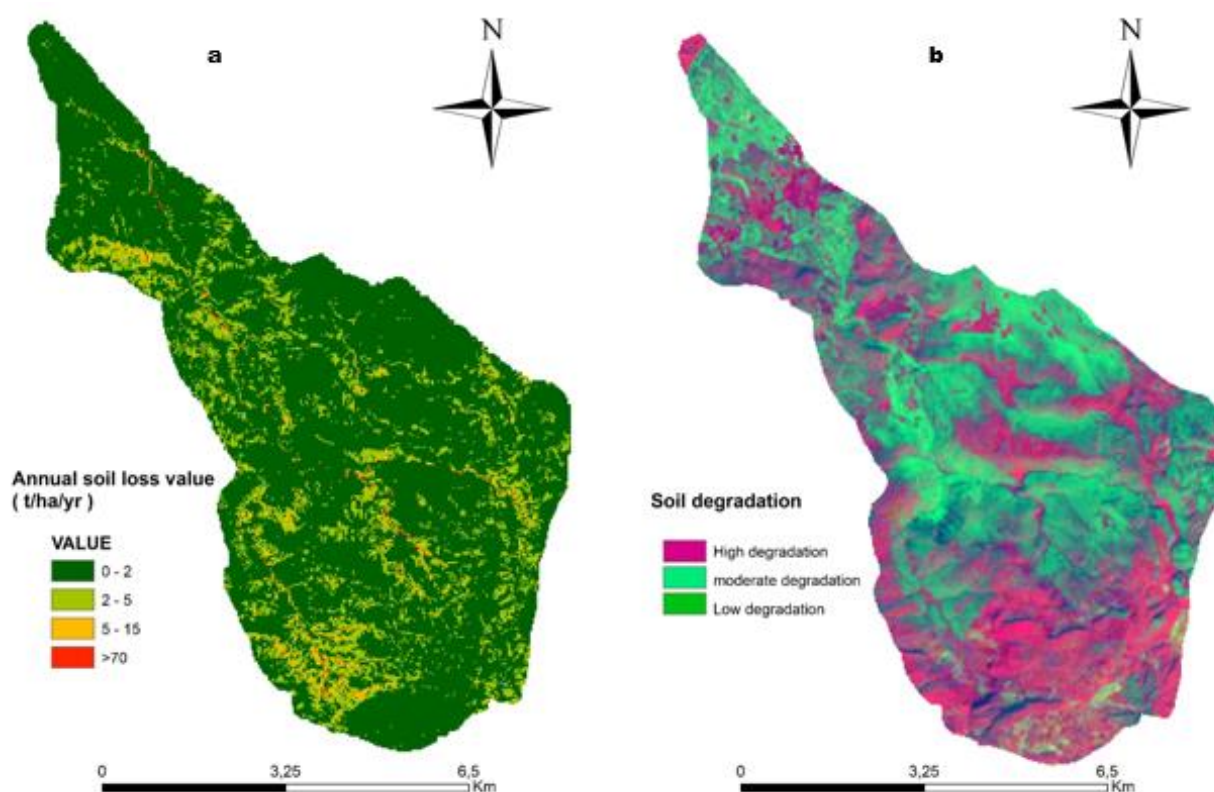 a
N
Annual soil loss value
( t/ha/yr )
VALUE
0 - 2
2 - 5
5 - 15
>70
0
3,25
6,5
Km
b
N
Soil degradation
High degradation
moderate degradation
Low degradation
0
3,25
6,5
Km